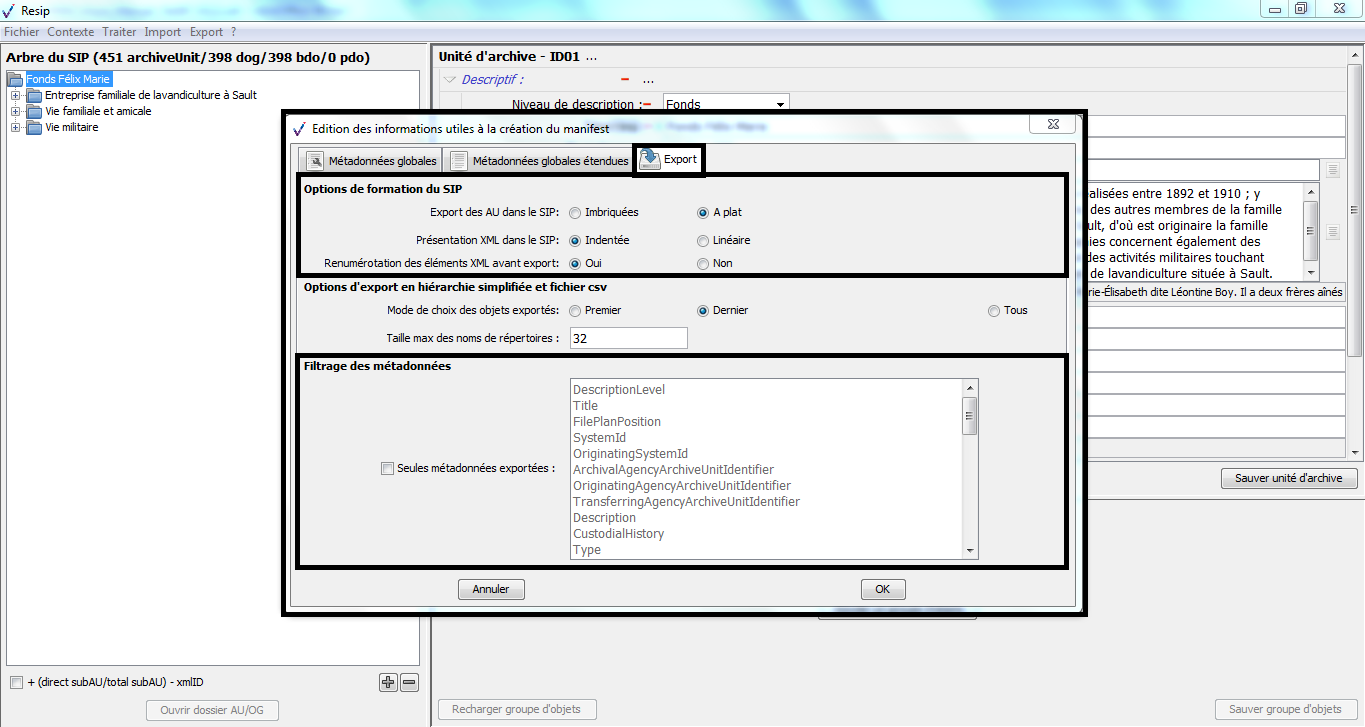 Resip
Fichier Contexte Traiter Import Export ?
Arbre du SIP (451 archiveUnit/398 dog/398 bdo/0 pdo)
Fonds Félix Marie
Entreprise familiale de lavandiculture à Sault
Vie familiale et amicale
Vie militaire
+ (direct subAU/total subAU) - xmlID
Ouvrir dossier AU/OG
Unité d'archive - ID01 ...
Descriptif : ...
Niveau de description : Fonds
Edition des informations utiles à la création du manifest
Métadonnées globales
Métadonnées globales étendues
Export
Options de formation du SIP
Export des AU dans le SIP: Imbriquées A plat
Présentation XML dans le SIP: Indentée Linéaire
Renumérotation des éléments XML avant export: Oui Non
Options d'export en hiérarchie simplifiée et fichier csv
Mode de choix des objets exportés: Premier Dernier Tous
Taille max des noms de répertoires : 32
Filtrage des métadonnées
Seules métadonnées exportées :
DescriptionLevel
Title
FilePlanPosition
SystemId
OriginatingSystemId
ArchivalAgencyArchiveUnitIdentifier
OriginatingAgencyArchiveUnitIdentifier
TransferringAgencyArchiveUnitIdentifier
Description
CustodialHistory
Type
Annuler
OK
alisées entre 1892 et 1910 ; y
des autres membres de la famille
ult, d'où est originaire la famille
ies concernent également des
des activités militaires touchant
de lavandiculture située à Sault.
rie-Élisabeth dite Léontine Boy. Il a deux frères aînés
Sauver unité d'archive
Recharger groupe d'objets
Sauver groupe d'objets